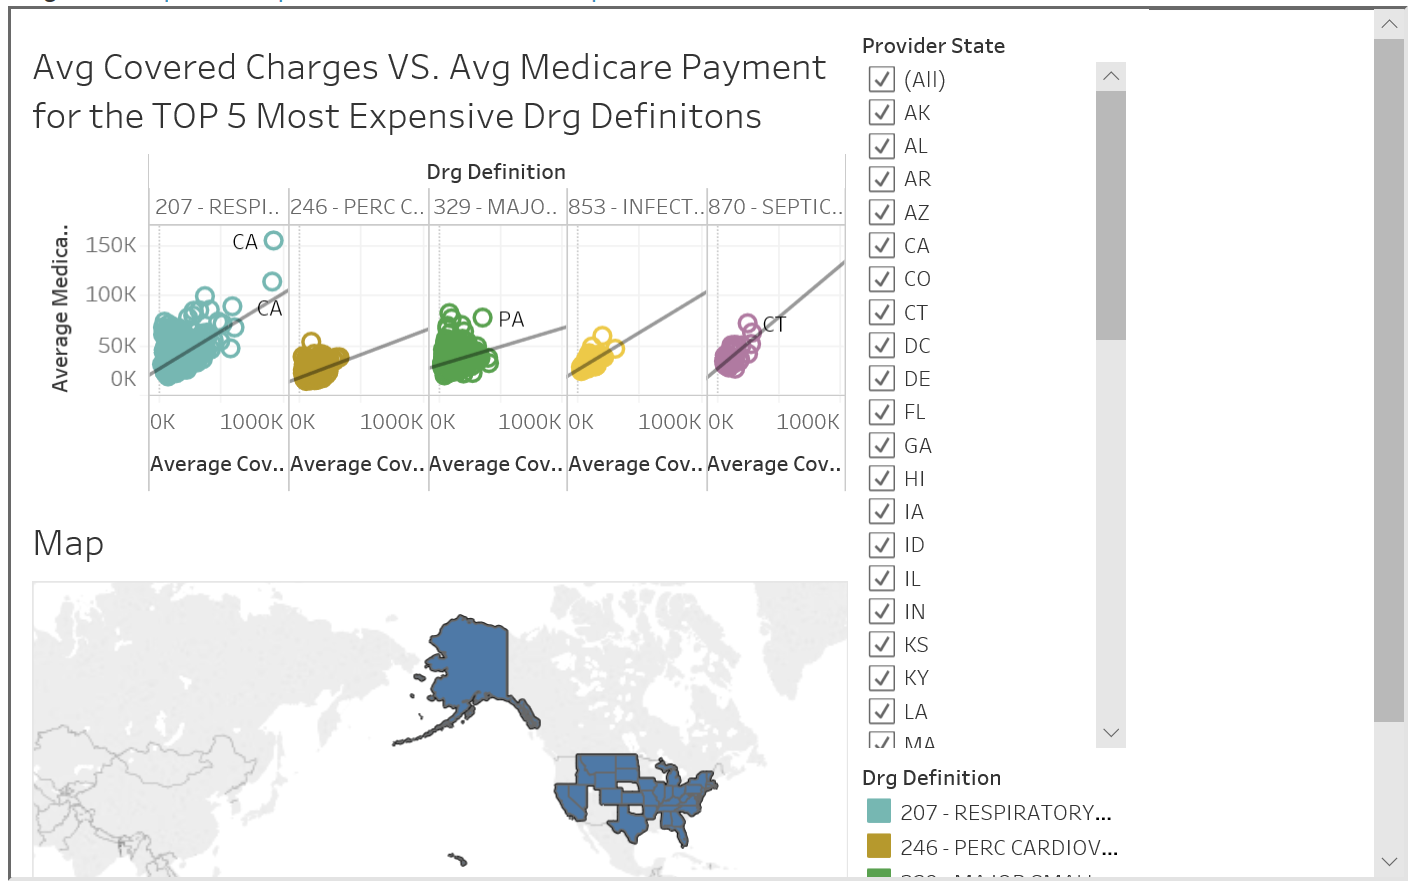 Avg Covered Charges VS. Avg Medicare Payment
for the TOP 5 Most Expensive Drg Definitons
Drg Definition
207 - RESPI.. 246 - PERC C.. 329 - MAJO.. 853 - INFECT.. 870 - SEPTIC..
Average Medica..
150K
100K
50K
0K
CA
CA
PA
CT
0K 1000K 0K 1000K 0K 1000K 0K 1000K 0K 1000K
Average Cov.. Average Cov.. Average Cov.. Average Cov.. Average Cov..
Map
Provider State
(All)
AK
AL
AR
AZ
CA
CO
CT
DC
DE
FL
GA
HI
IA
ID
IL
IN
KS
KY
LA
MA
Drg Definition
207 - RESPIRATORY...
246 - PERC CARDIOV...